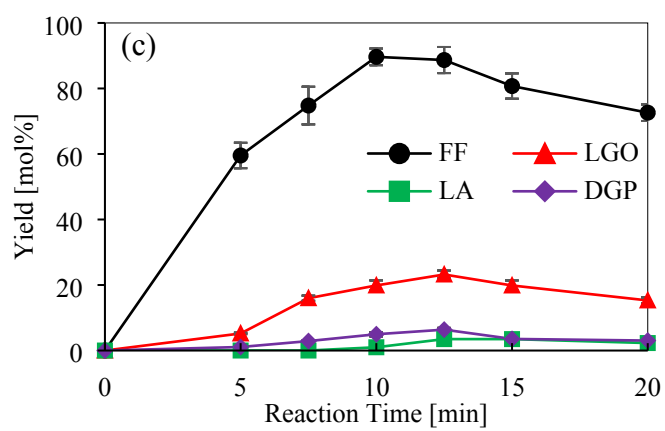 (c)
Yield [mol%]
100
80
60
40
20
0
FF
LGO
LA
DGP
0 5 10 15 20
Reaction Time [min]